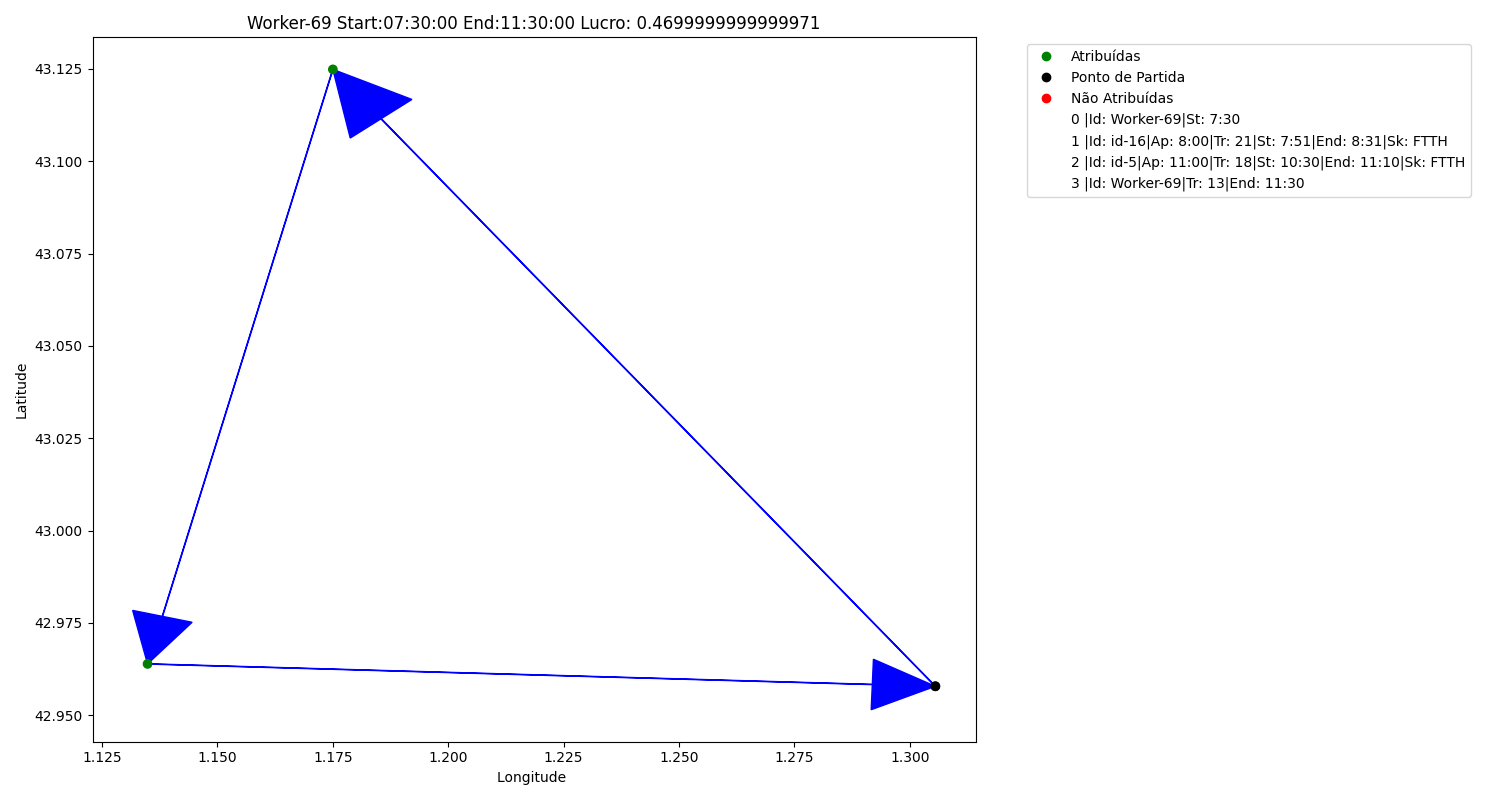 Worker-69 Start:07:30:00 End:11:30:00 Lucro: 0.4699999999999971
Atribuídas
Ponto de Partida
Não Atribuídas
0 |Id: Worker-69|St: 7:30
1 |Id: id-16|Ap: 8:00|Tr: 21|St: 7:51|End: 8:31|Sk: FTTH
2 |Id: id-5|Ap: 11:00|Tr: 18|St: 10:30|End: 11:10|Sk: FTTH
3 |Id: Worker-69|Tr: 13|End: 11:30
Latitude
43.125
43.100
43.075
43.050
43.025
43.000
42.975
42.950
1.125 1.150 1.175 1.200 1.225 1.250 1.275 1.300
Longitude